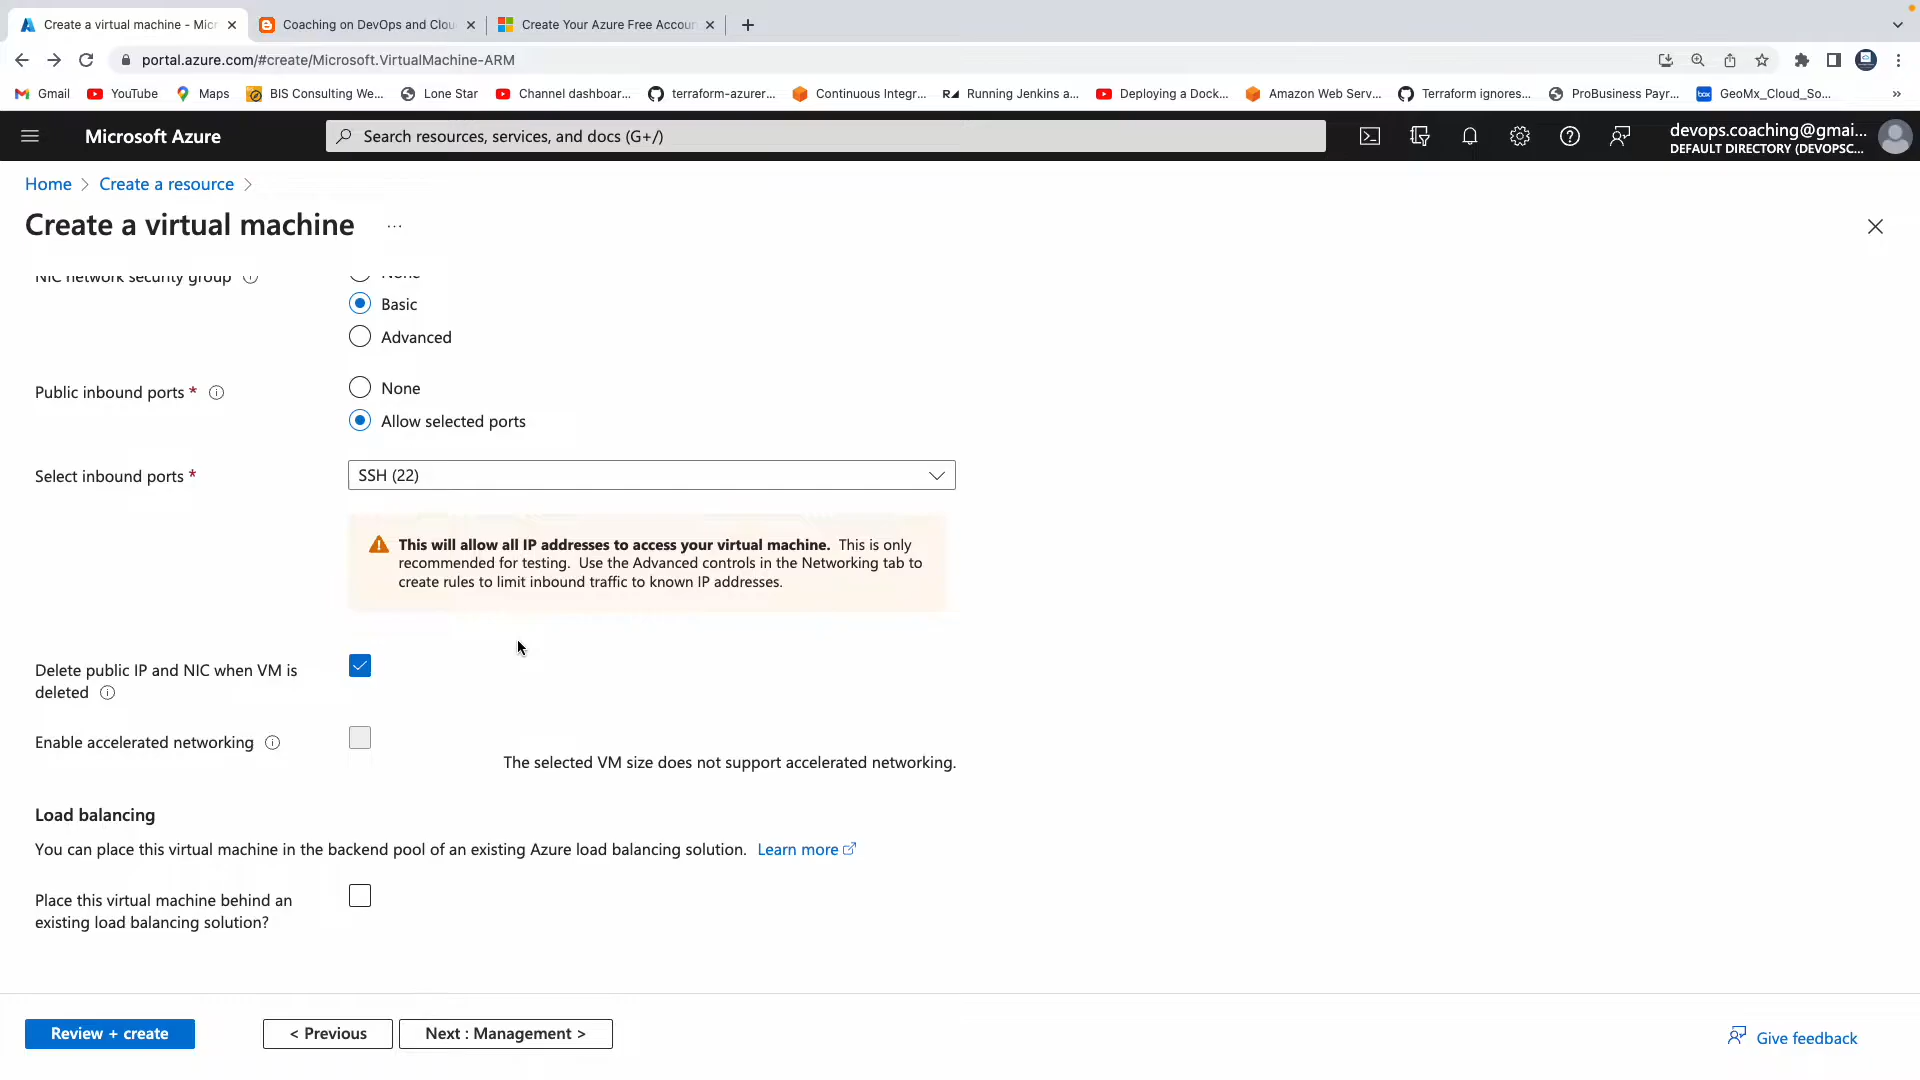 Create a virtual machine - Micr
Coaching on DevOps and Clou
Create Your Azure Free Accoun
portal.azure.com/#create/Microsoft.VirtualMachine-ARM
Gmail
YouTube
Maps
BIS Consulting We...
Lone Star
Channel dashboar...
terraform-azurer...
Continuous Integr...
Running Jenkins a...
Deploying a Dock...
Amazon Web Serv...
Terraform ignores...
ProBusiness Payr...
GeoMx_Cloud_So...
Microsoft Azure
Search resources, services, and docs (G+/)
devops.coaching@gmai...
DEFAULT DIRECTORY (DEVOPSC...
Home > Create a resource >
Create a virtual machine ...
NIC network security group
None
Basic
Advanced
Public inbound ports *
None
Allow selected ports
Select inbound ports *
SSH (22)
This will allow all IP addresses to access your virtual machine. This is only
recommended for testing. Use the Advanced controls in the Networking tab to
create rules to limit inbound traffic to known IP addresses.
Delete public IP and NIC when VM is
deleted
Enable accelerated networking
The selected VM size does not support accelerated networking.
Load balancing
You can place this virtual machine in the backend pool of an existing Azure load balancing solution. Learn more
Place this virtual machine behind an
existing load balancing solution?
Review + create
< Previous
Next : Management >
Give feedback